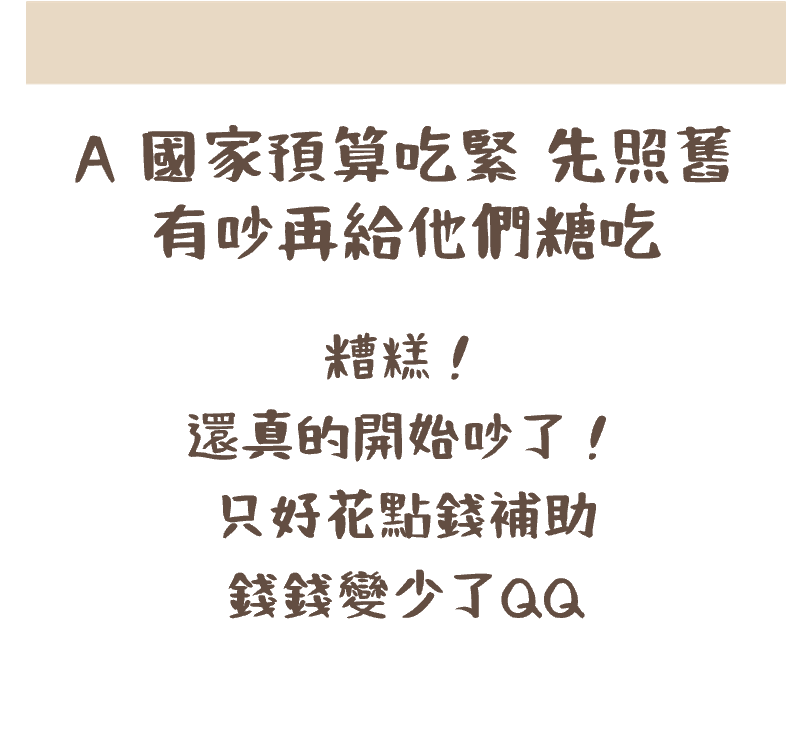 A 國家預算吃緊 先照舊
有吵再給他們糖吃
糟糕！
還真的開始吵了！
只好花點錢補助
錢錢變少了QQ